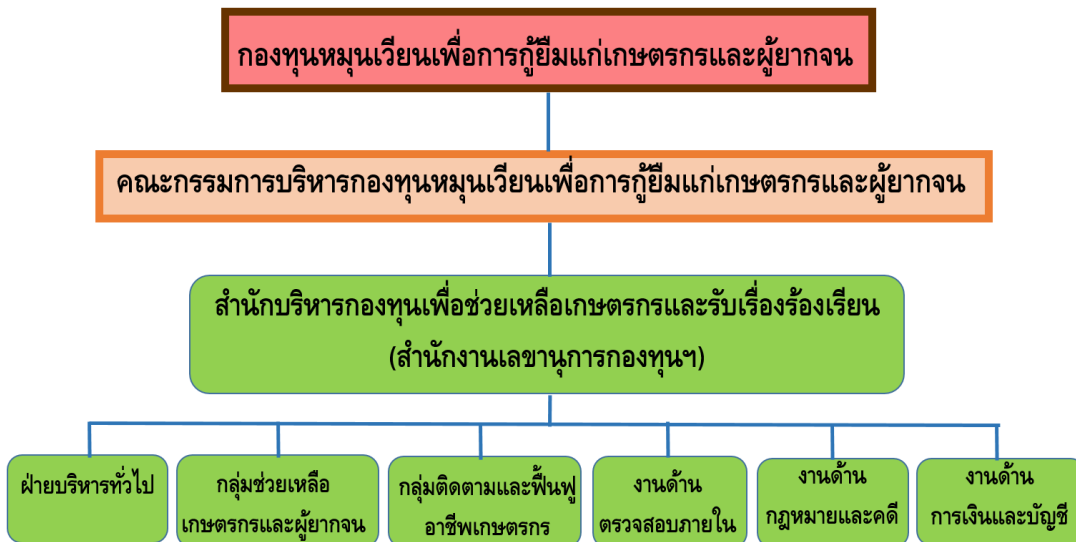 กองทุนหมุนเวียนเพื่อการกู้ยืมแก่เกษตรกรและผู้ยากจน
คณะกรรมการบริหารกองทุนหมุนเวียนเพื่อการกู้ยืมแก่เกษตรกรและผู้ยากจน
สำนักบริหารกองทุนเพื่อช่วยเหลือเกษตรกรและรับเรื่องร้องเรียน
(สำนักงานเลขานุการกองทุนฯ)
ฝ่ายบริหารทั่วไป
กลุ่มช่วยเหลือ
เกษตรกรและผู้ยากจน
กลุ่มติดตามและฟื้นฟู
อาชีพเกษตรกร
งานด้าน
ตรวจสอบภายใน
งานด้าน
กฎหมายและคดี
งานด้าน
การเงินและบัญชี